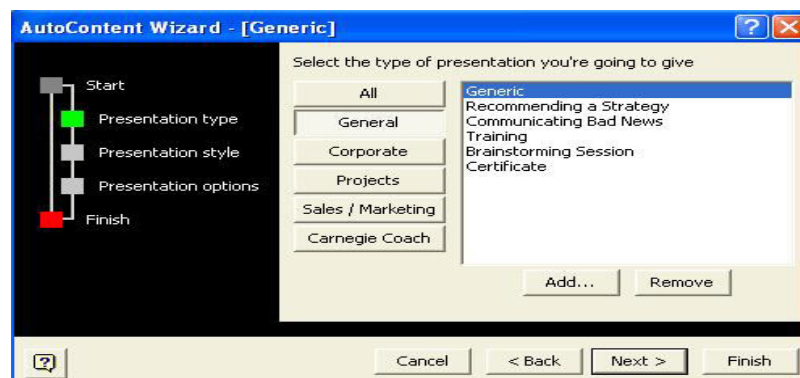 AutoContent Wizard - [Generic]
Select the type of presentation you're going to give
Start
Presentation type
Presentation style
Presentation options
Finish
All
General
Corporate
Projects
Sales / Marketing
Carnegie Coach
Generic
Recommending a Strategy
Communicating Bad News
Training
Brainstorming Session
Certificate
Add...
Remove
Cancel
< Back
Next >
Finish